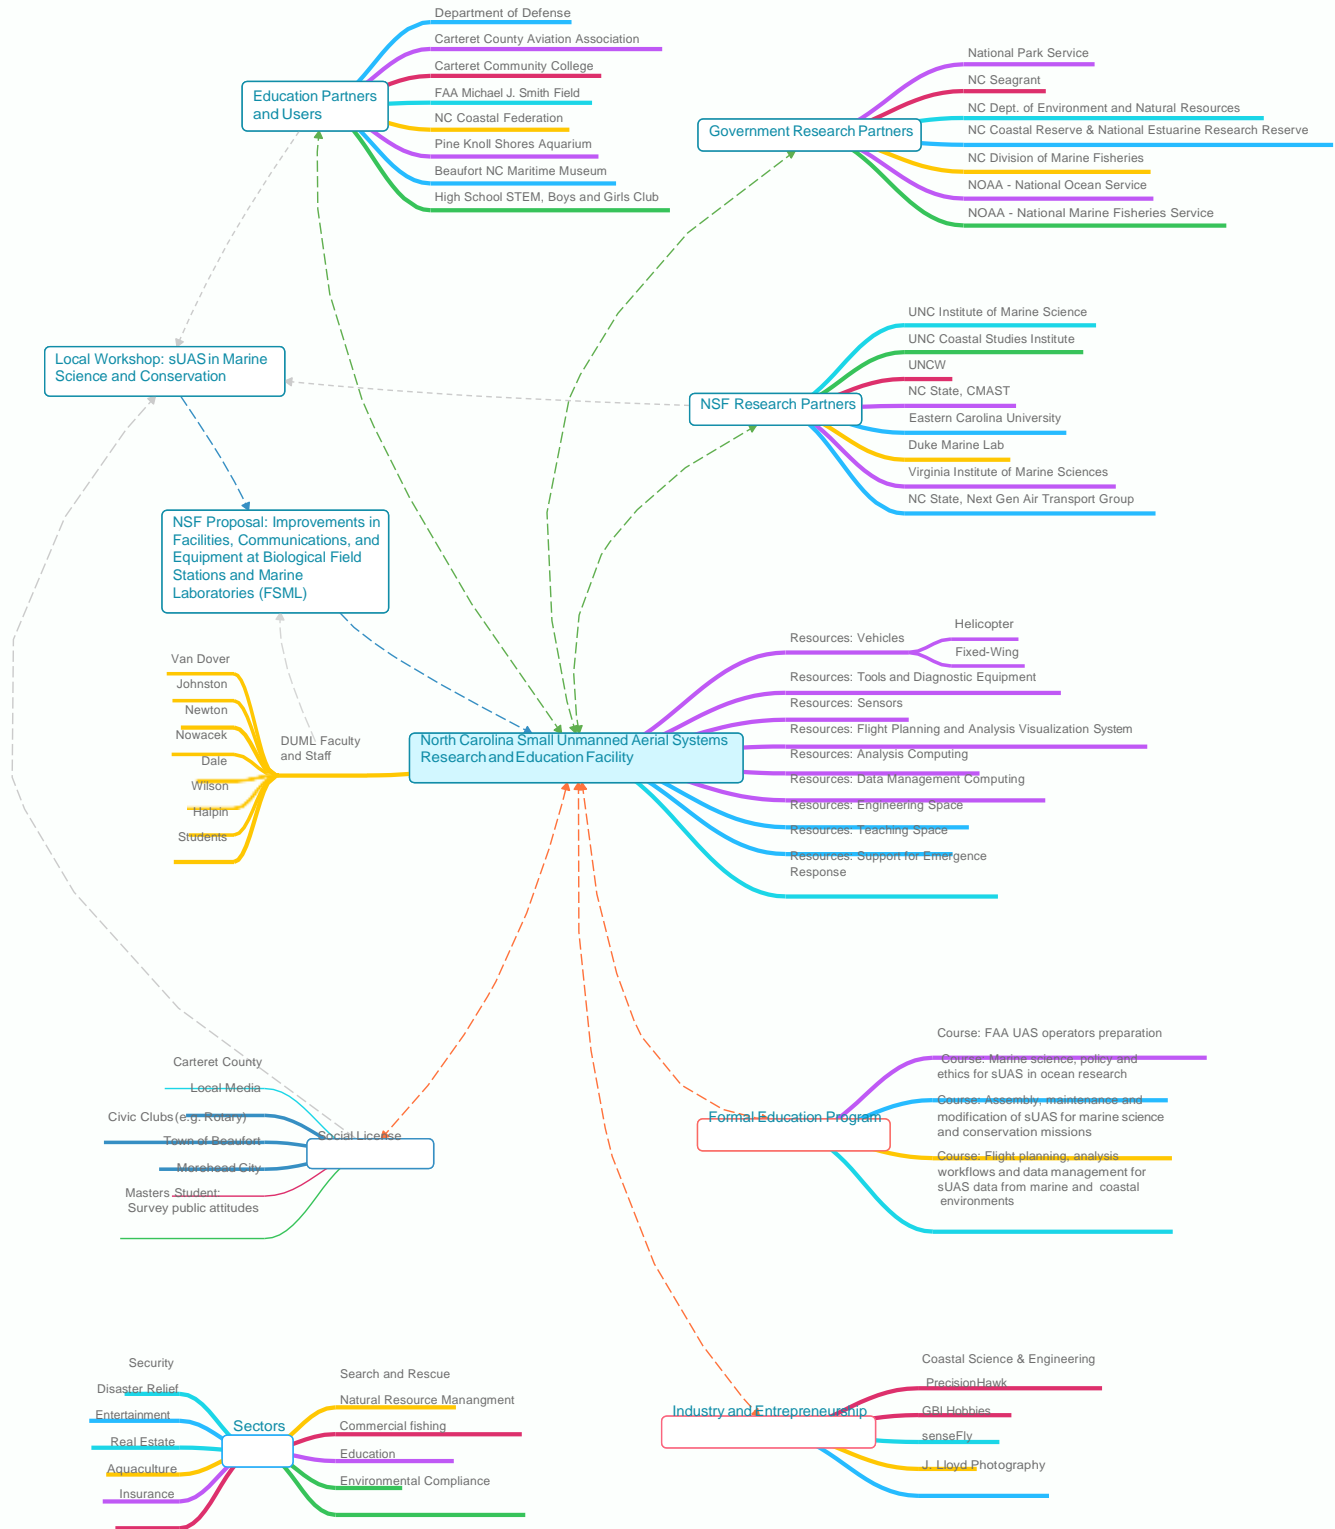 Department of Defense
Carteret County Aviation Association
Carteret Community College
FAA Michael J. Smith Field
NC Coastal Federation
Pine Knoll Shores Aquarium
Beaufort NC Maritime Museum
High School STEM, Boys and Girls Club
Education Partners
and Users
National Park Service
NC Seagrant
NC Dept. of Environment and Natural Resources
NC Coastal Reserve & National Estuarine Research Reserve
NC Division of Marine Fisheries
NOAA - National Ocean Service
NOAA - National Marine Fisheries Service
Government Research Partners
UNC Institute of Marine Science
UNC Coastal Studies Institute
UNCW
NC State, CMAST
Eastern Carolina University
Duke Marine Lab
Virginia Institute of Marine Sciences
NC State, Next Gen Air Transport Group
NSF Research Partners
Local Workshop: sUAS in Marine
Science and Conservation
NSF Proposal: Improvements in
Facilities, Communications, and
Equipment at Biological Field
Stations and Marine
Laboratories (FSML)
Van Dover
Johnston
Newton
Nowacek
Dale
Wilson
Halpin
Students
DUML Faculty
and Staff
North Carolina Small Unmanned Aerial Systems
Research and Education Facility
Resources: Vehicles
Helicopter
Fixed-Wing
Resources: Tools and Diagnostic Equipment
Resources: Sensors
Resources: Flight Planning and Analysis Visualization System
Resources: Analysis Computing
Resources: Data Management Computing
Resources: Engineering Space
Resources: Teaching Space
Resources: Support for Emergence
Response
Carteret County
Local Media
Civic Clubs (e.g. Rotary)
Town of Beaufort
Morehead City
Masters Student:
Survey public attitudes
Social License
Course: FAA UAS operators preparation
Course: Marine science, policy and
ethics for sUAS in ocean research
Course: Assembly, maintenance and
modification of sUAS for marine science
and conservation missions
Course: Flight planning, analysis
workflows and data management for
sUAS data from marine and coastal
environments
Formal Education Program
Security
Disaster Relief
Entertainment
Real Estate
Aquaculture
Insurance
Sectors
Search and Rescue
Natural Resource Manangment
Commercial fishing
Education
Environmental Compliance
Industry and Entrepreneurship
Coastal Science & Engineering
PrecisionHawk
GBI Hobbies
senseFly
J. Lloyd Photography